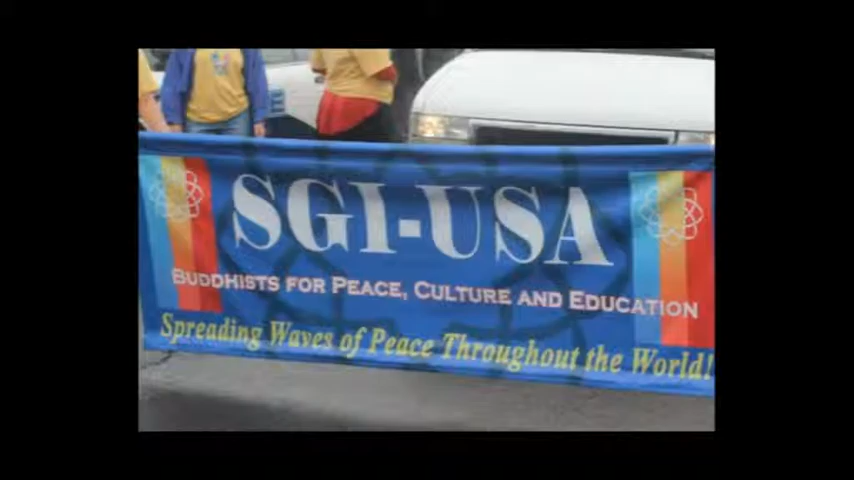 SGI-USA
BUDDHISTS FOR PEACE, CULTURE AND EDUCATION
Spreading Waves of Peace Throughout the World!